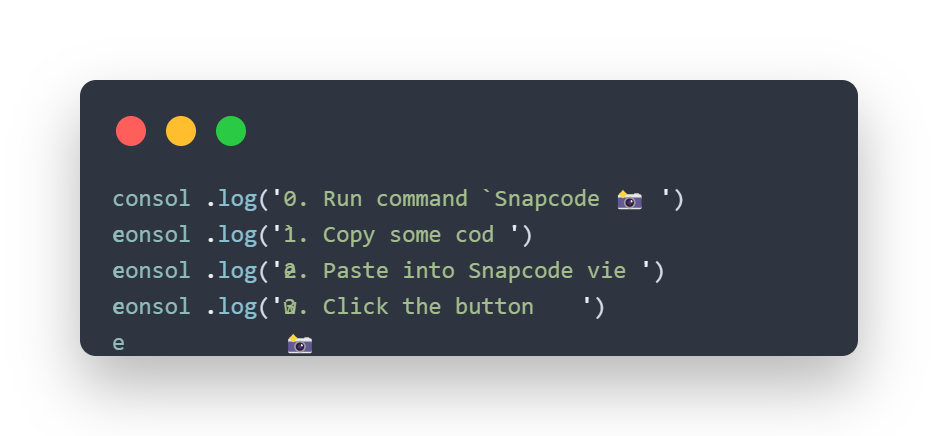 consol .log('0. Run command `Snapcode 📸 ')
eonsol .log('1. Copy some cod ')
eonsol .log('2. Paste into Snapcode vie ')
eonsol .log('3. Click the button 	')
e 📸